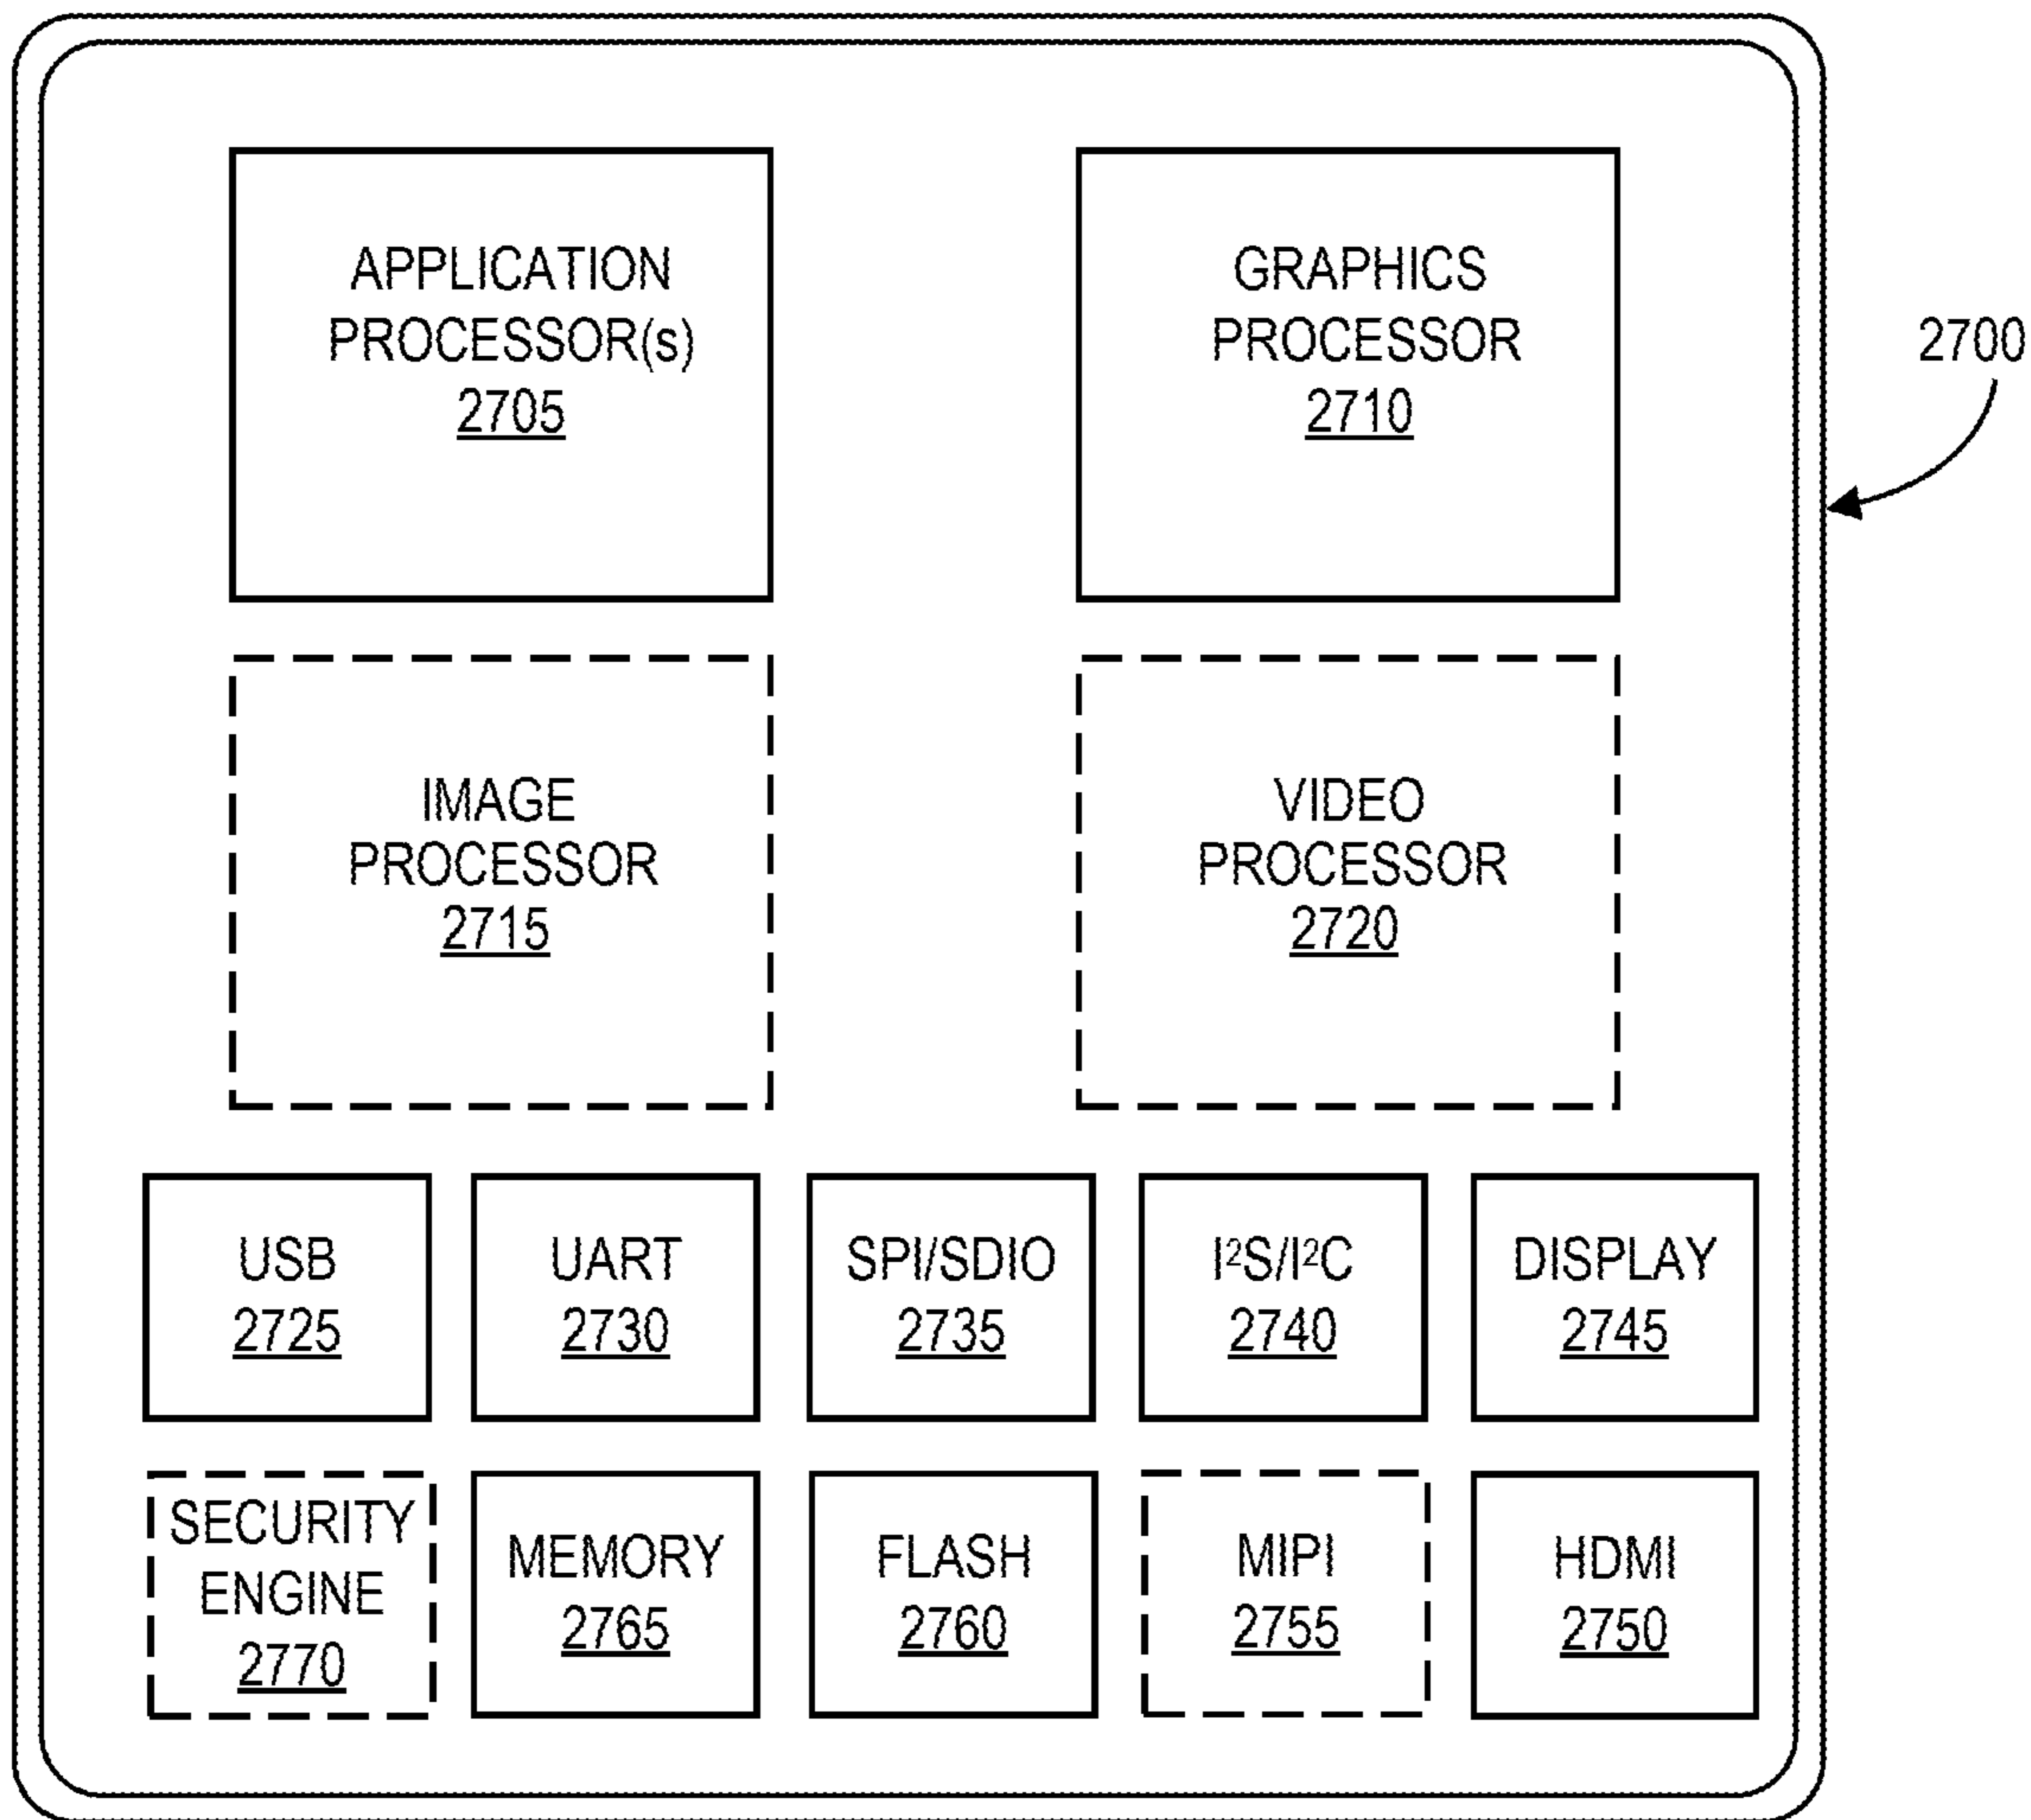 APPLICATION
PROCESSOR(s)
2705
GRAPHICS
PROCESSOR
2710
2700
IMAGE
PROCESSOR
2715
VIDEO
PROCESSOR
2720
USB
2725
UART
2730
SPI/SDIO
2735
I²S/I²C
2740
DISPLAY
2745
SECURITY
ENGINE
2770
MEMORY
2765
FLASH
2760
MIPI
2755
HDMI
2750